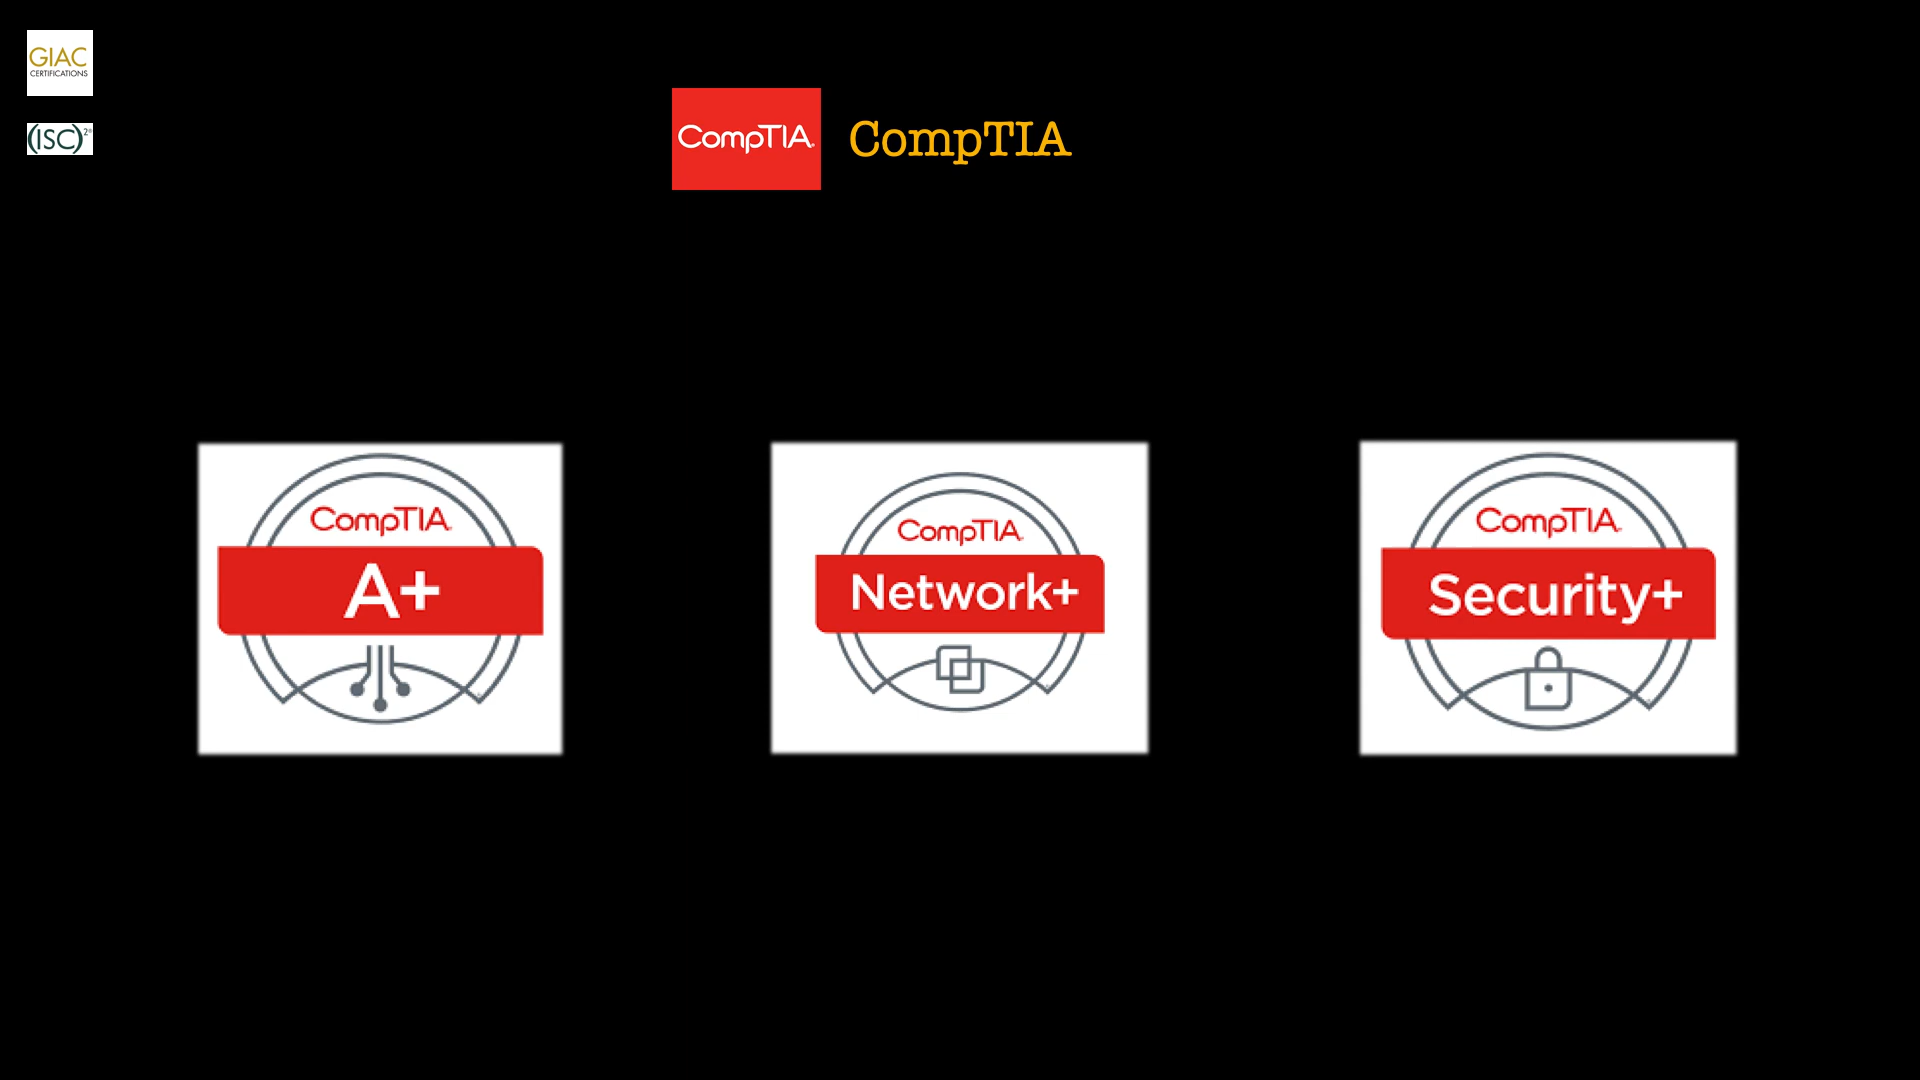 GIAC
CERTIFICATIONS
(ISC)²®
CompTIA.
CompTIA
CompTIA.
A+
CompTIA.
Network+
CompTIA.
Security+